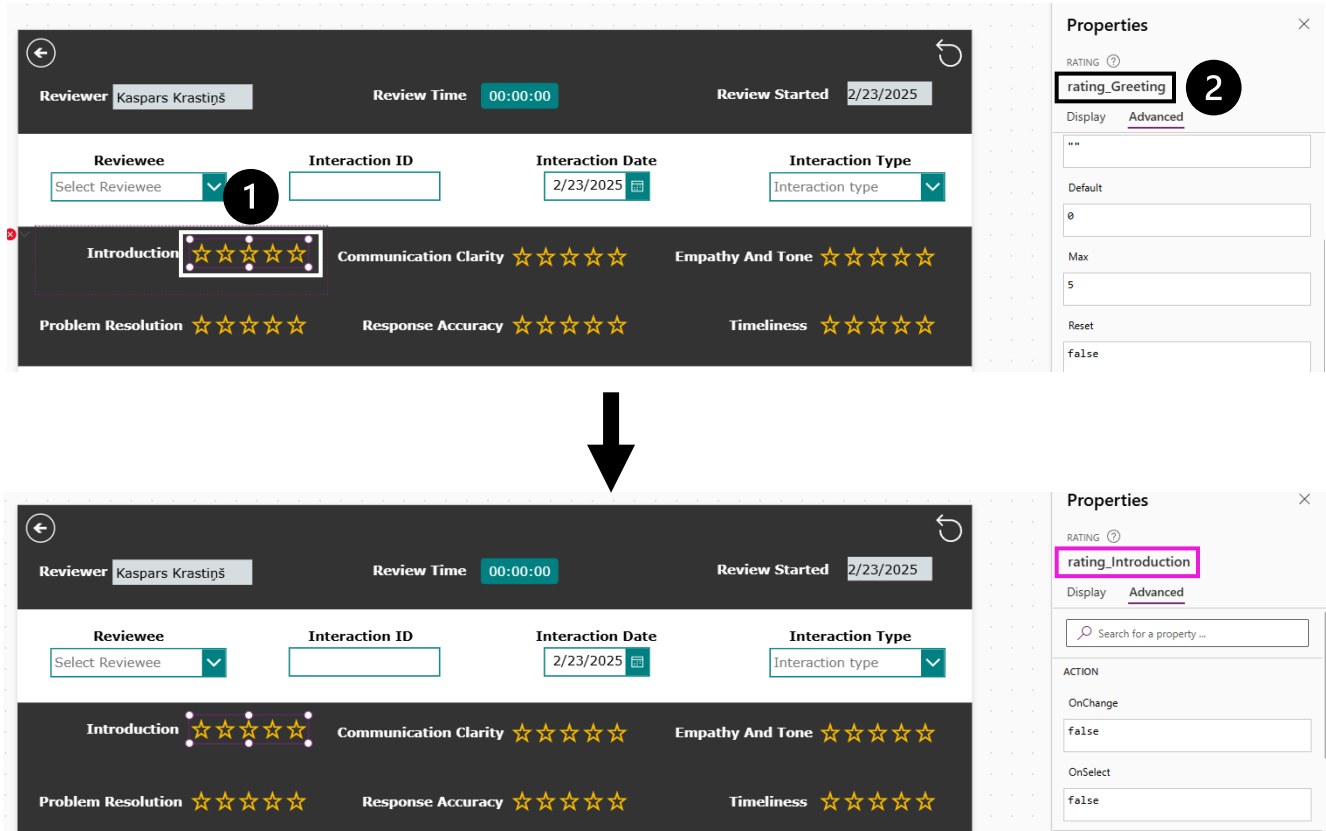 Properties
RATING
rating_Greeting
2
Display Advanced
""
Default
0
Max
5
Reset
false
Reviewer Kaspars Krastiņš Review Time 00:00:00 Review Started 2/23/2025
Reviewee Interaction ID Interaction Date Interaction Type
Select Reviewee 2/23/2025 Interaction type
1
Introduction Communication Clarity Empathy And Tone
Problem Resolution Response Accuracy Timeliness
Properties
RATING
rating_Introduction
Display Advanced
Search for a property ...
ACTION
OnChange
false
OnSelect
false
Reviewer Kaspars Krastiņš Review Time 00:00:00 Review Started 2/23/2025
Reviewee Interaction ID Interaction Date Interaction Type
Select Reviewee 2/23/2025 Interaction type
Introduction Communication Clarity Empathy And Tone
Problem Resolution Response Accuracy Timeliness